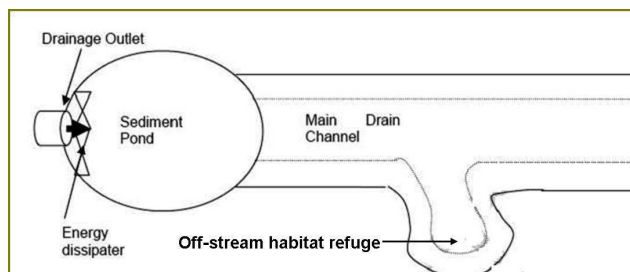 Drainage Outlet
Sediment
Pond
Main Drain
Channel
Energy
dissipater
Off-stream habitat refuge